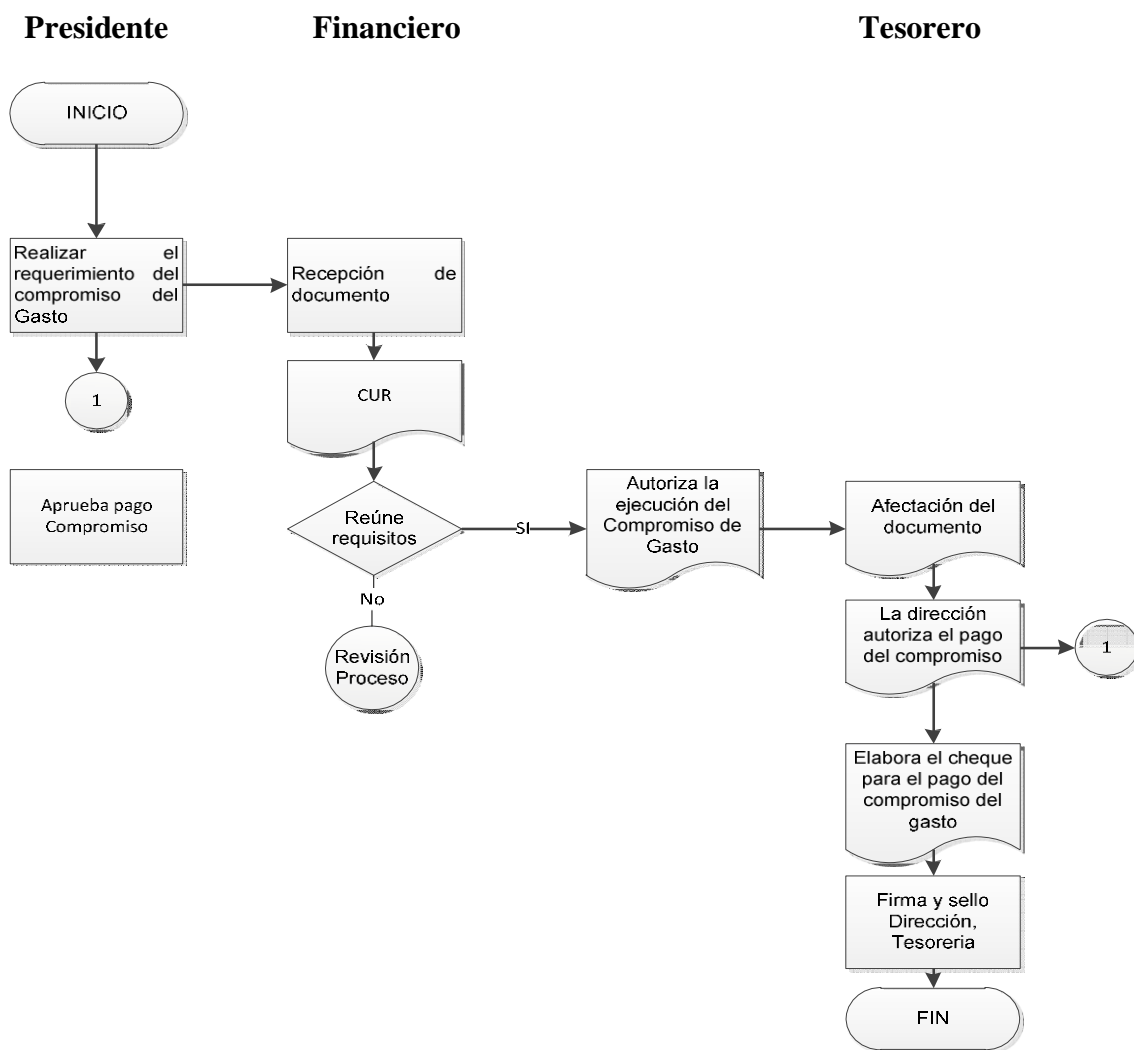 Presidente Financiero Tesorero
INICIO
Realizar el
requerimiento del
compromiso del
Gasto
Recepción de
documento
1
CUR
Aprueba pago
Compromiso
Reúne
requisitos
SI
No
Revisión
Proceso
Autoriza la
ejecución del
Compromiso de
Gasto
Afectación del
documento
La dirección
autoriza el pago
del compromiso
1
Elabora el cheque
para el pago del
compromiso del
gasto
Firma y sello
Dirección,
Tesoreria
FIN